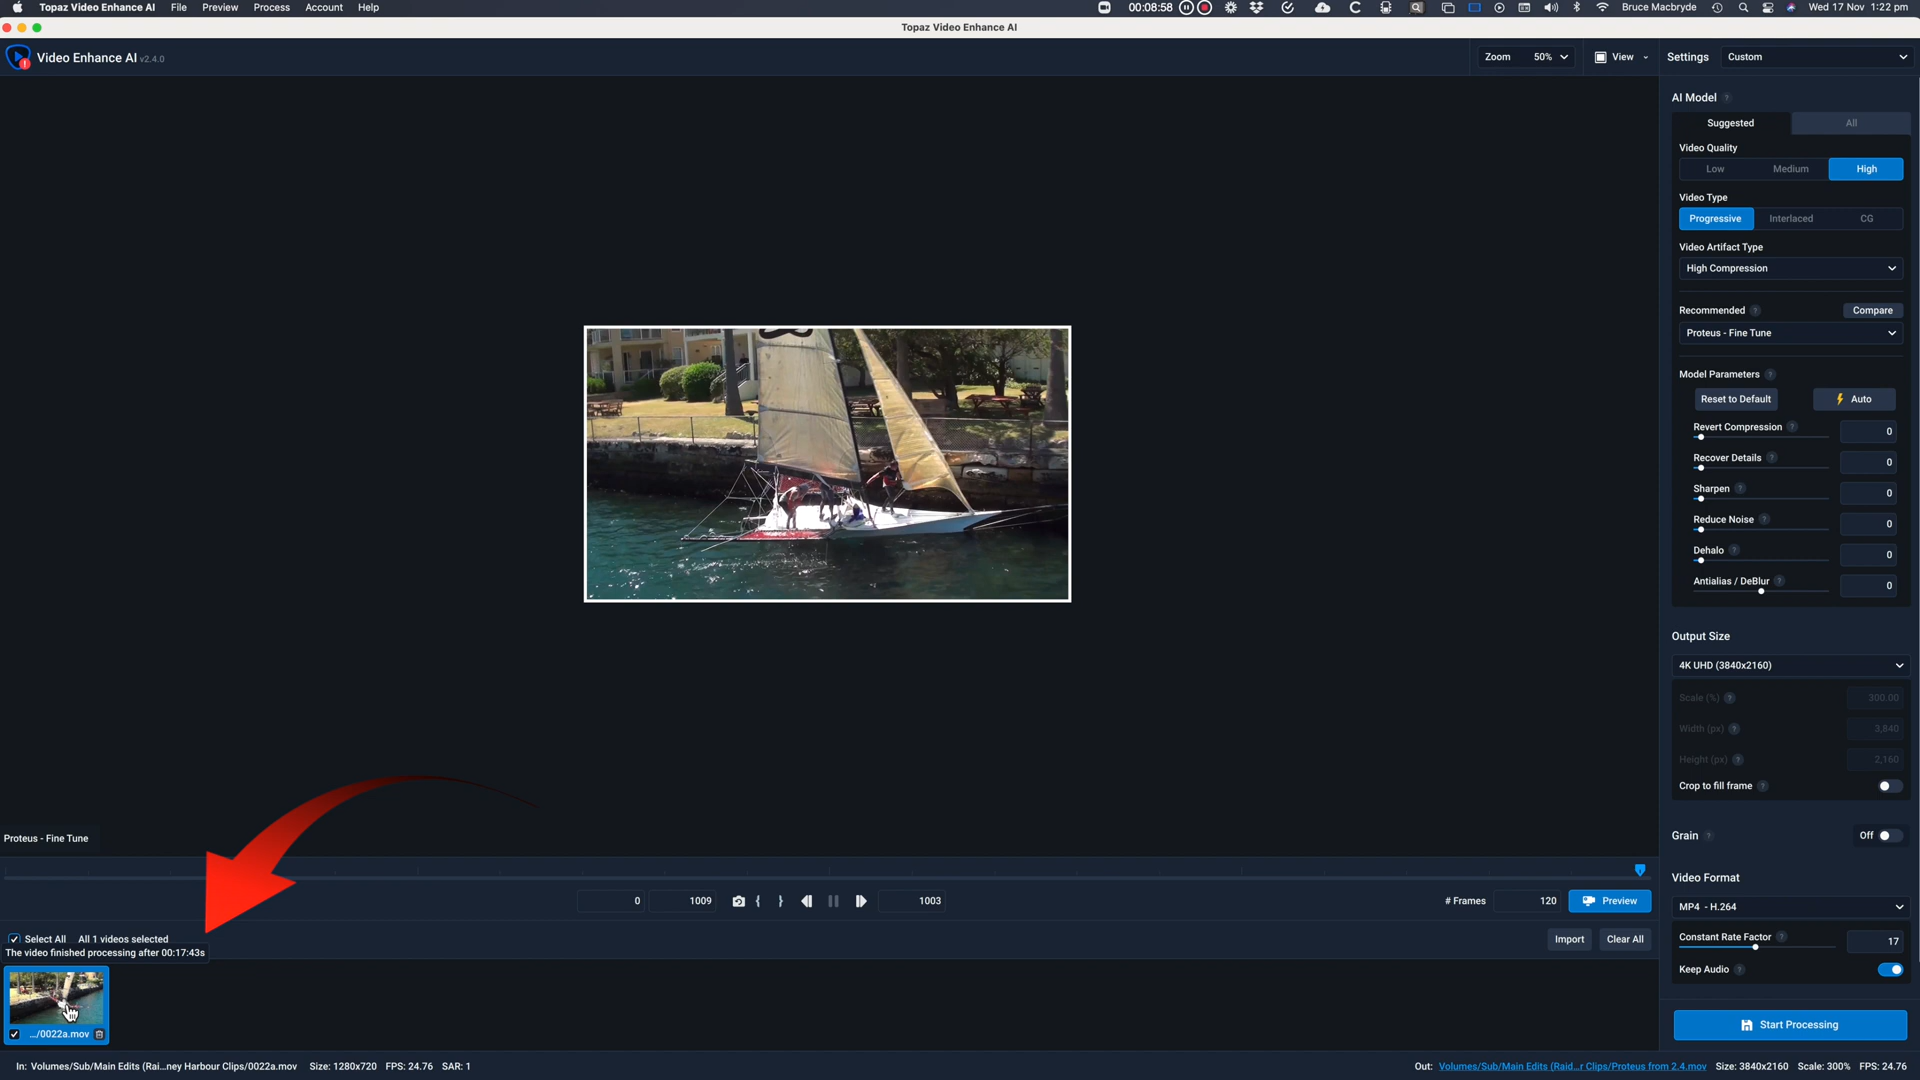 Topaz Video Enhance AI File Preview Process Account Help 00:08:58 Bruce Macbryde Wed 17 Nov 1:22 pm
Topaz Video Enhance AI
Video Enhance AI v2.4.0
Zoom 50% View Settings Custom
AI Model ?
Suggested All
Video Quality
Low Medium High
Video Type
Progressive Interlaced CG
Video Artifact Type
High Compression
Recommended ? Compare
Proteus - Fine Tune
Model Parameters ?
Reset to Default Auto
Revert Compression ? 0
Recover Details ? 0
Sharpen ? 0
Reduce Noise ? 0
Dehalo ? 0
Antialias / DeBlur ? 0
Output Size
4K UHD (3840x2160)
Scale (%) ? 300.00
Width (px) ? 3,840
Height (px) ? 2,160
Crop to fill frame ?
Proteus - Fine Tune
Grain ? Off
Video Format
0 1009 { } 1003 # Frames 120 Preview
MP4 - H.264
Select All All 1 videos selected Import Clear All
Constant Rate Factor ? 17
The video finished processing after 00:17:43s
Keep Audio ?
.../0022a.mov
Start Processing
In: Volumes/Sub/Main Edits (Rai...ney Harbour Clips/0022a.mov Size: 1280x720 FPS: 24.76 SAR: 1 Out: Volumes/Sub/Main Edits (Raid...r Clips/Proteus from 2.4.mov Size: 3840x2160 Scale: 300% FPS: 24.76